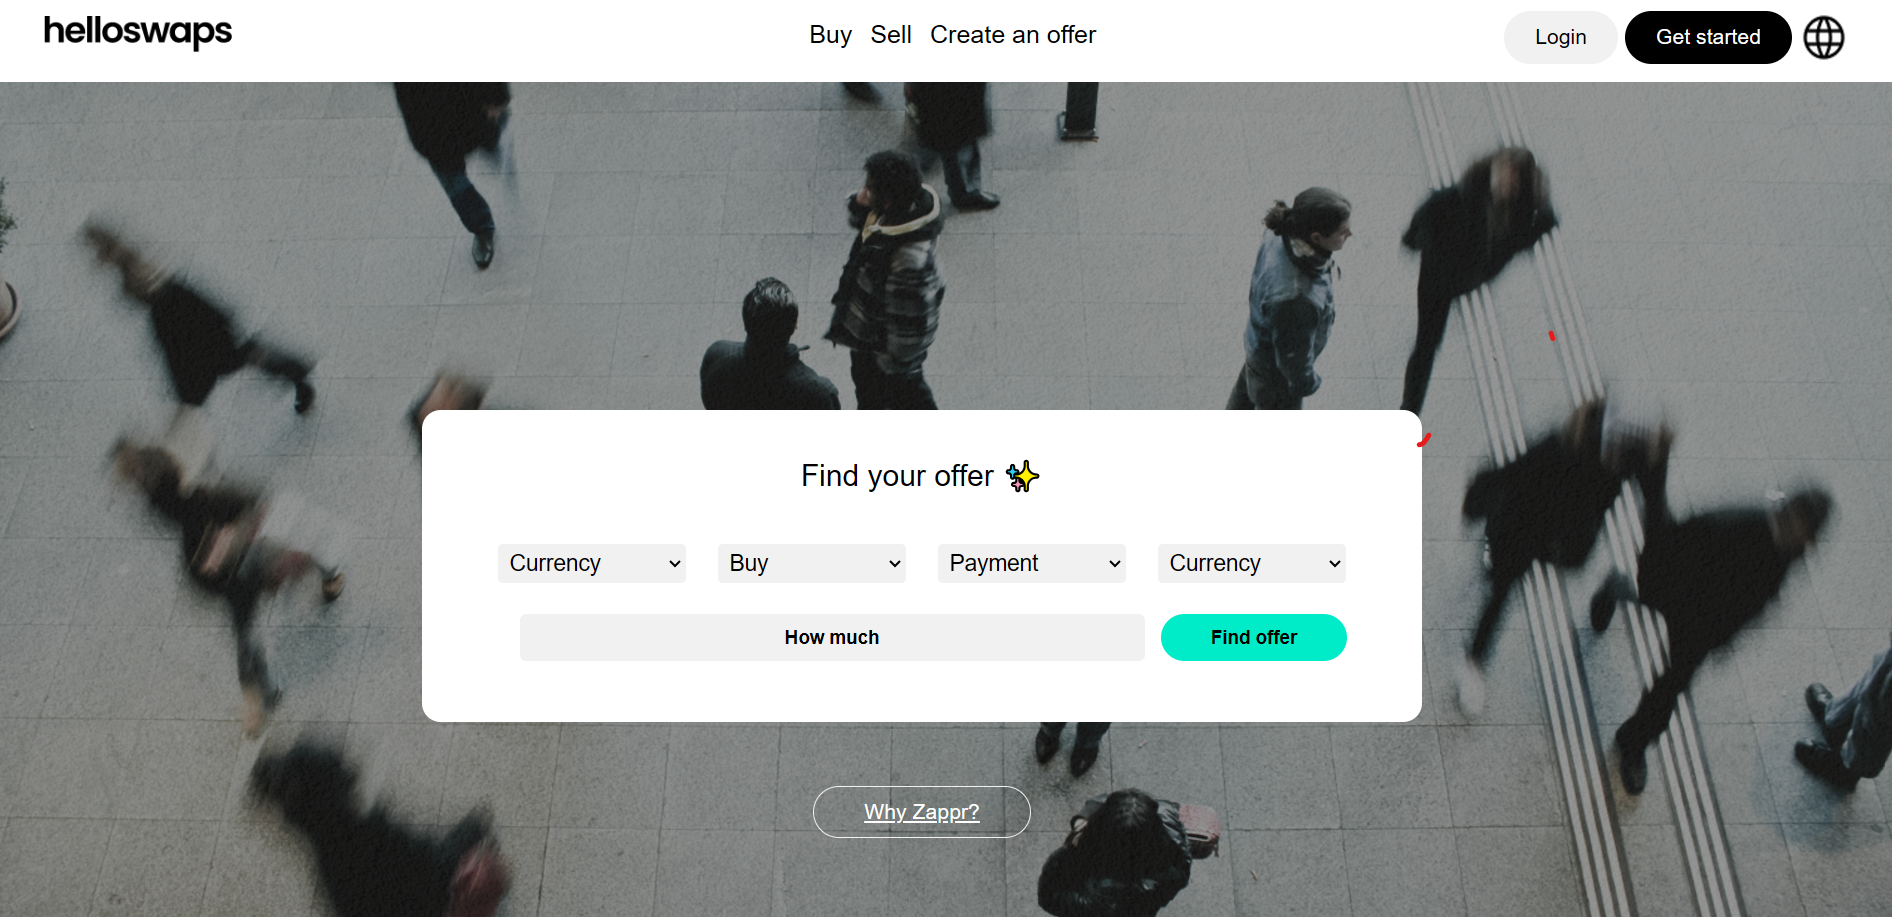 helloswaps
Buy Sell Create an offer
Login
Get started
Find your offer
Currency
Buy
Payment
Currency
How much
Find offer
Why Zappr?